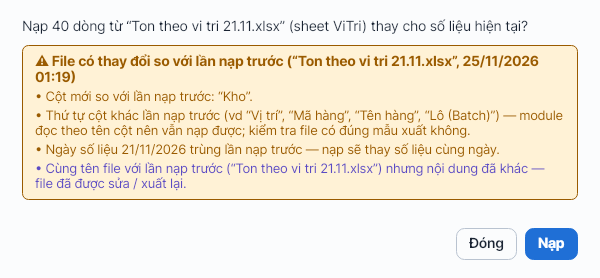 Nạp 40 dòng từ “Ton theo vi tri 21.11.xlsx” (sheet ViTri) thay cho số liệu hiện tại?
⚠ File có thay đổi so với lần nạp trước (“Ton theo vi tri 21.11.xlsx”, 25/11/2026
01:19)
• Cột mới so với lần nạp trước: “Kho”.
• Thứ tự cột khác lần nạp trước (vd “Vị trí”, “Mã hàng”, “Tên hàng”, “Lô (Batch)”) — module
đọc theo tên cột nên vẫn nạp được; kiểm tra file có đúng mẫu xuất không.
• Ngày số liệu 21/11/2026 trùng lần nạp trước — nạp sẽ thay số liệu cùng ngày.
• Cùng tên file với lần nạp trước (“Ton theo vi tri 21.11.xlsx”) nhưng nội dung đã khác —
file đã được sửa / xuất lại.
Đóng
Nạp